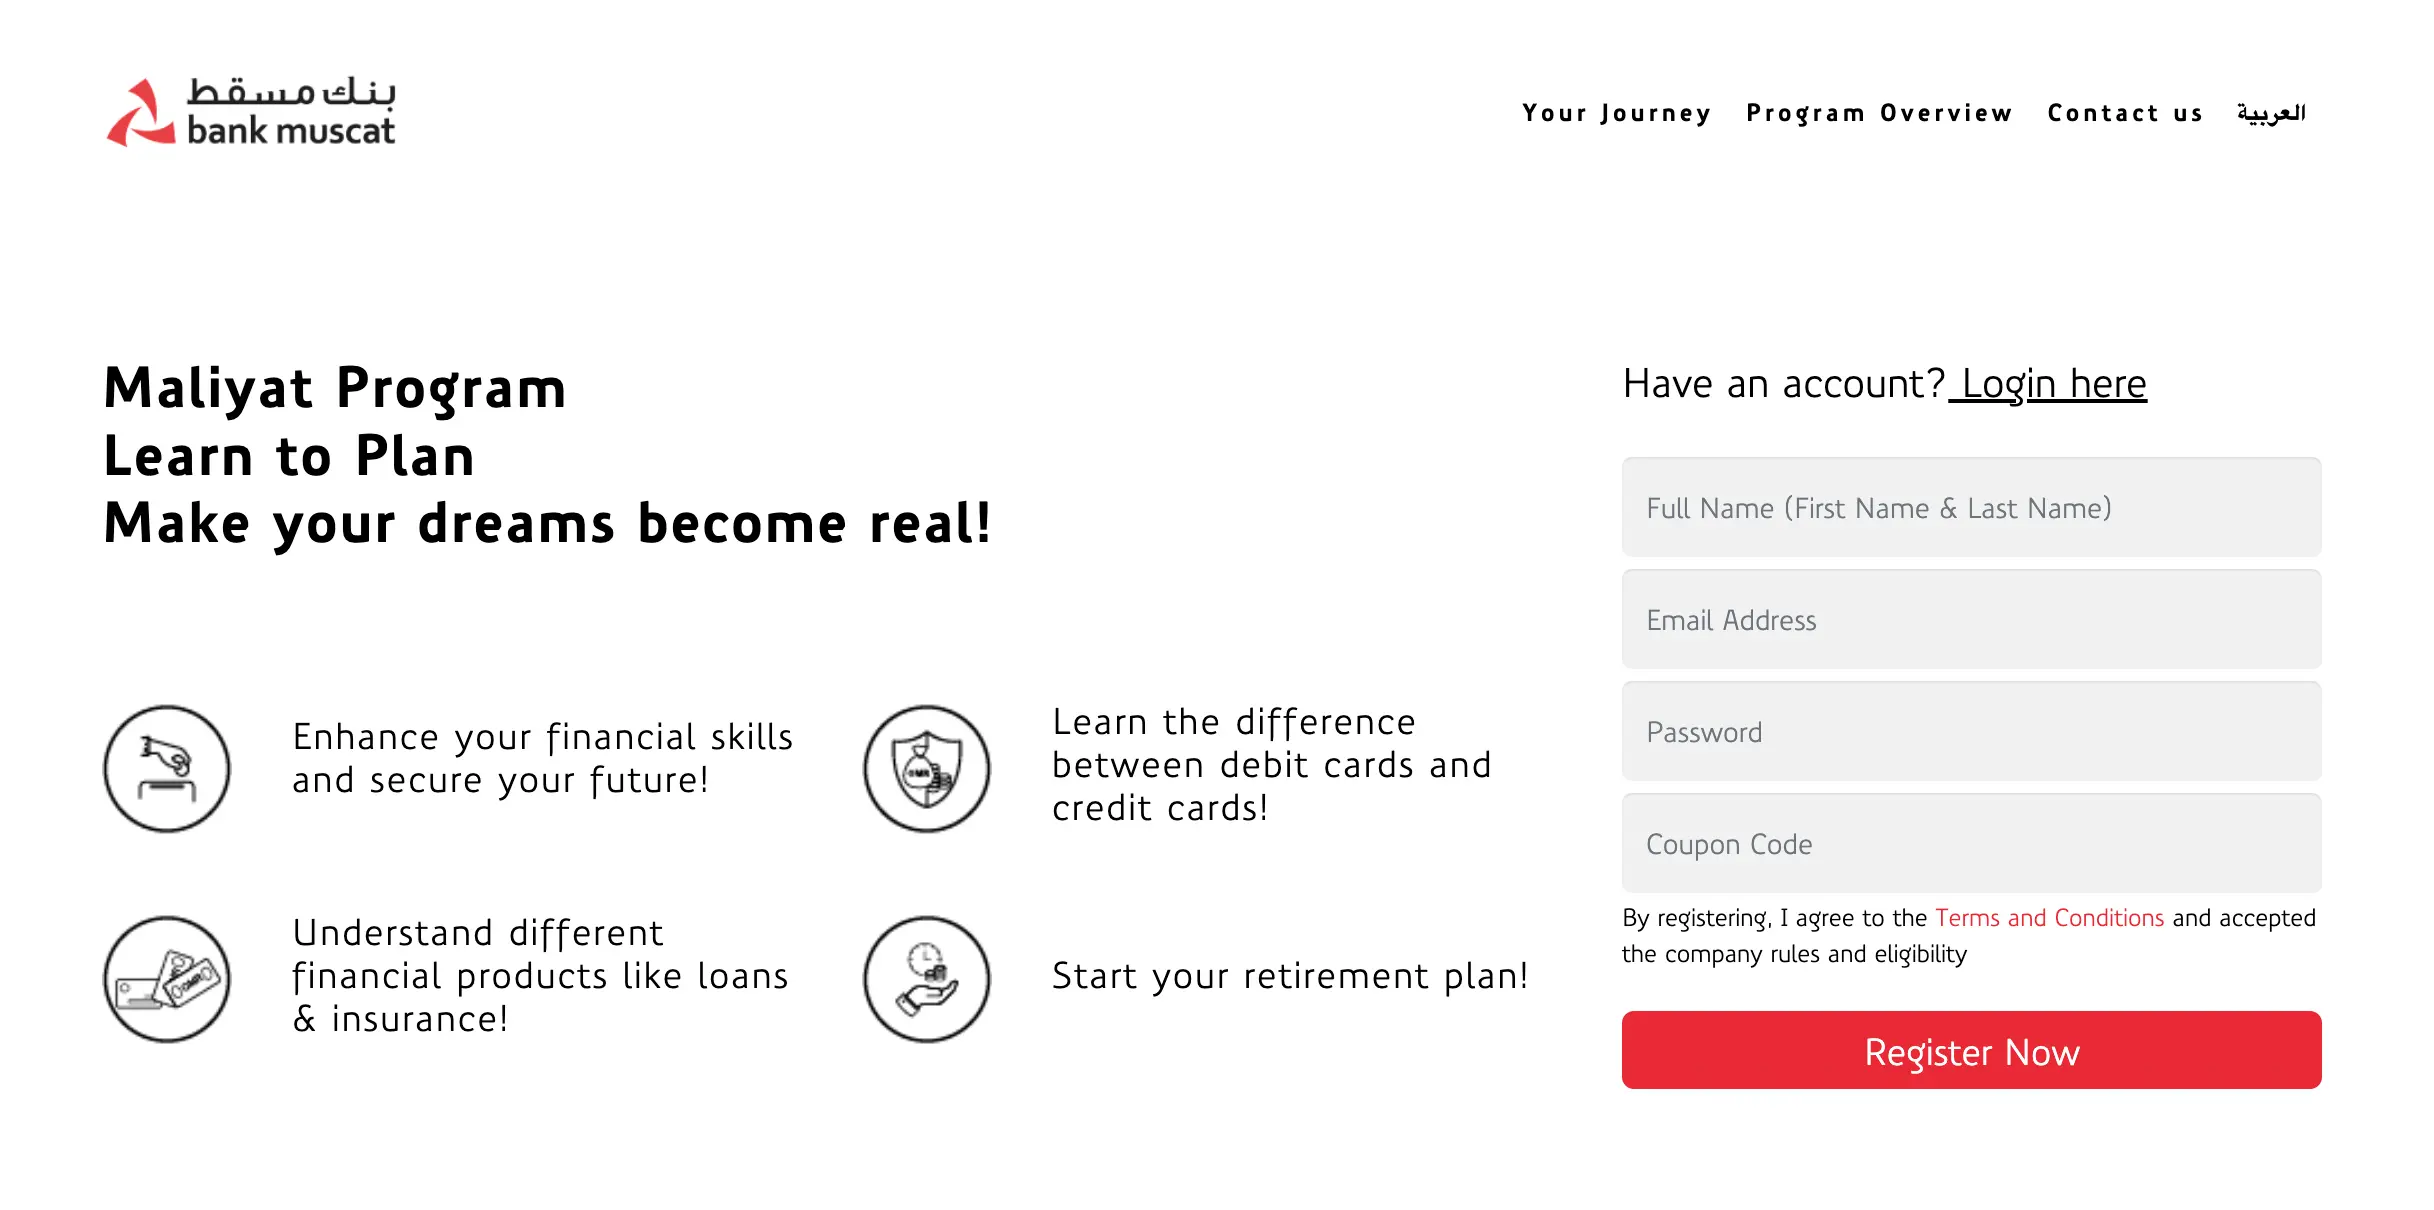 بنك مسقط
bank muscat
Your Journey Program Overview Contact us العربية
Maliyat Program
Learn to Plan
Make your dreams become real!
Enhance your financial skills
and secure your future!
Learn the difference
between debit cards and
credit cards!
Understand different
financial products like loans
& insurance!
Start your retirement plan!
Have an account? Login here
Full Name (First Name & Last Name)
Email Address
Password
Coupon Code
By registering, I agree to the Terms and Conditions and accepted
the company rules and eligibility
Register Now